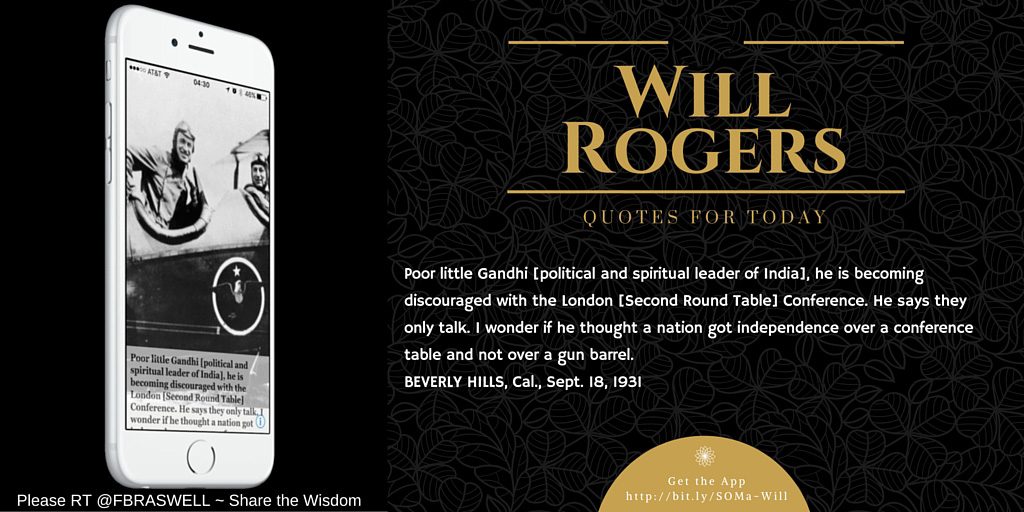 ●●●○○ AT&T
04:30
46%
Poor little Gandhi [political and
spiritual leader of India], he is
becoming discouraged with the
London [Second Round Table]
Conference. He says they only talk. I
wonder if he thought a nation got
Please RT @FBRASWELL ~ Share the Wisdom
WILL
ROGERS
QUOTES FOR TODAY
Poor little Gandhi [political and spiritual leader of India], he is becoming
discouraged with the London [Second Round Table] Conference. He says they
only talk. I wonder if he thought a nation got independence over a conference
table and not over a gun barrel.
BEVERLY HILLS, Cal., Sept. 18, 1931
Get the App
http://bit.ly/SOMa-Will